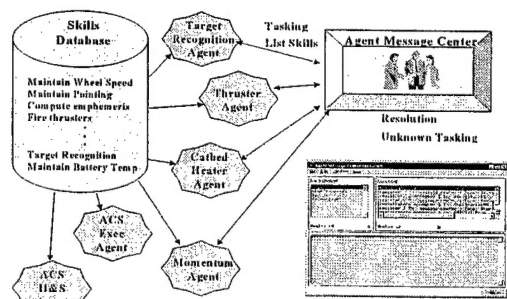 Skills
Database
Maintain Wheel Speed
Maintain Pointing
Compute emphemeris
Fire thrusters
Target Recognition
Maintain Battery Temp
Target
Recognition
Agent
Thruster
Agent
Cathed
Heater
Agent
ACS
Exec
Agent
ACS
H&S
Momentum
Agent
Tasking
List Skills
Agent Message Center
Resolution
Unknown Tasking